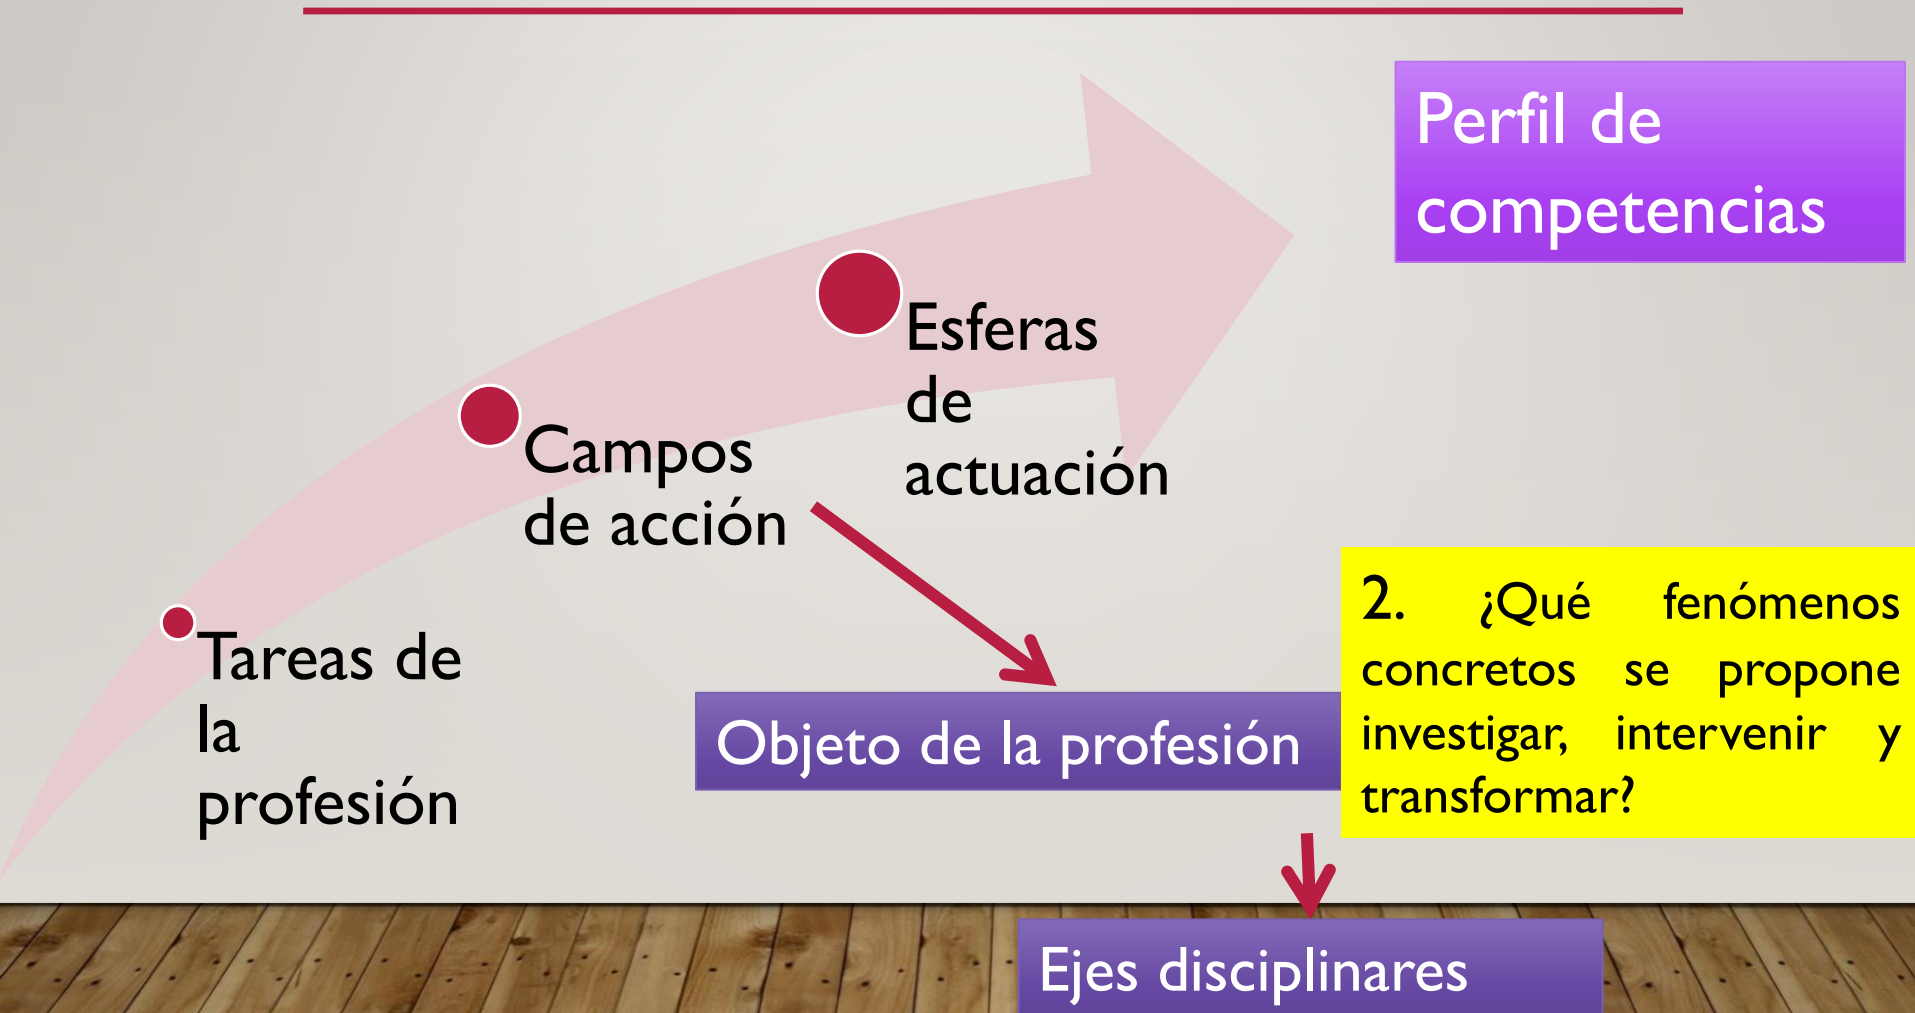 Perfil de
competencias
Esferas
de
actuación
Campos
de acción
Tareas de
la
profesión
Objeto de la profesión
2. ¿Qué fenómenos
concretos se propone
investigar, intervenir y
transformar?
Ejes disciplinares